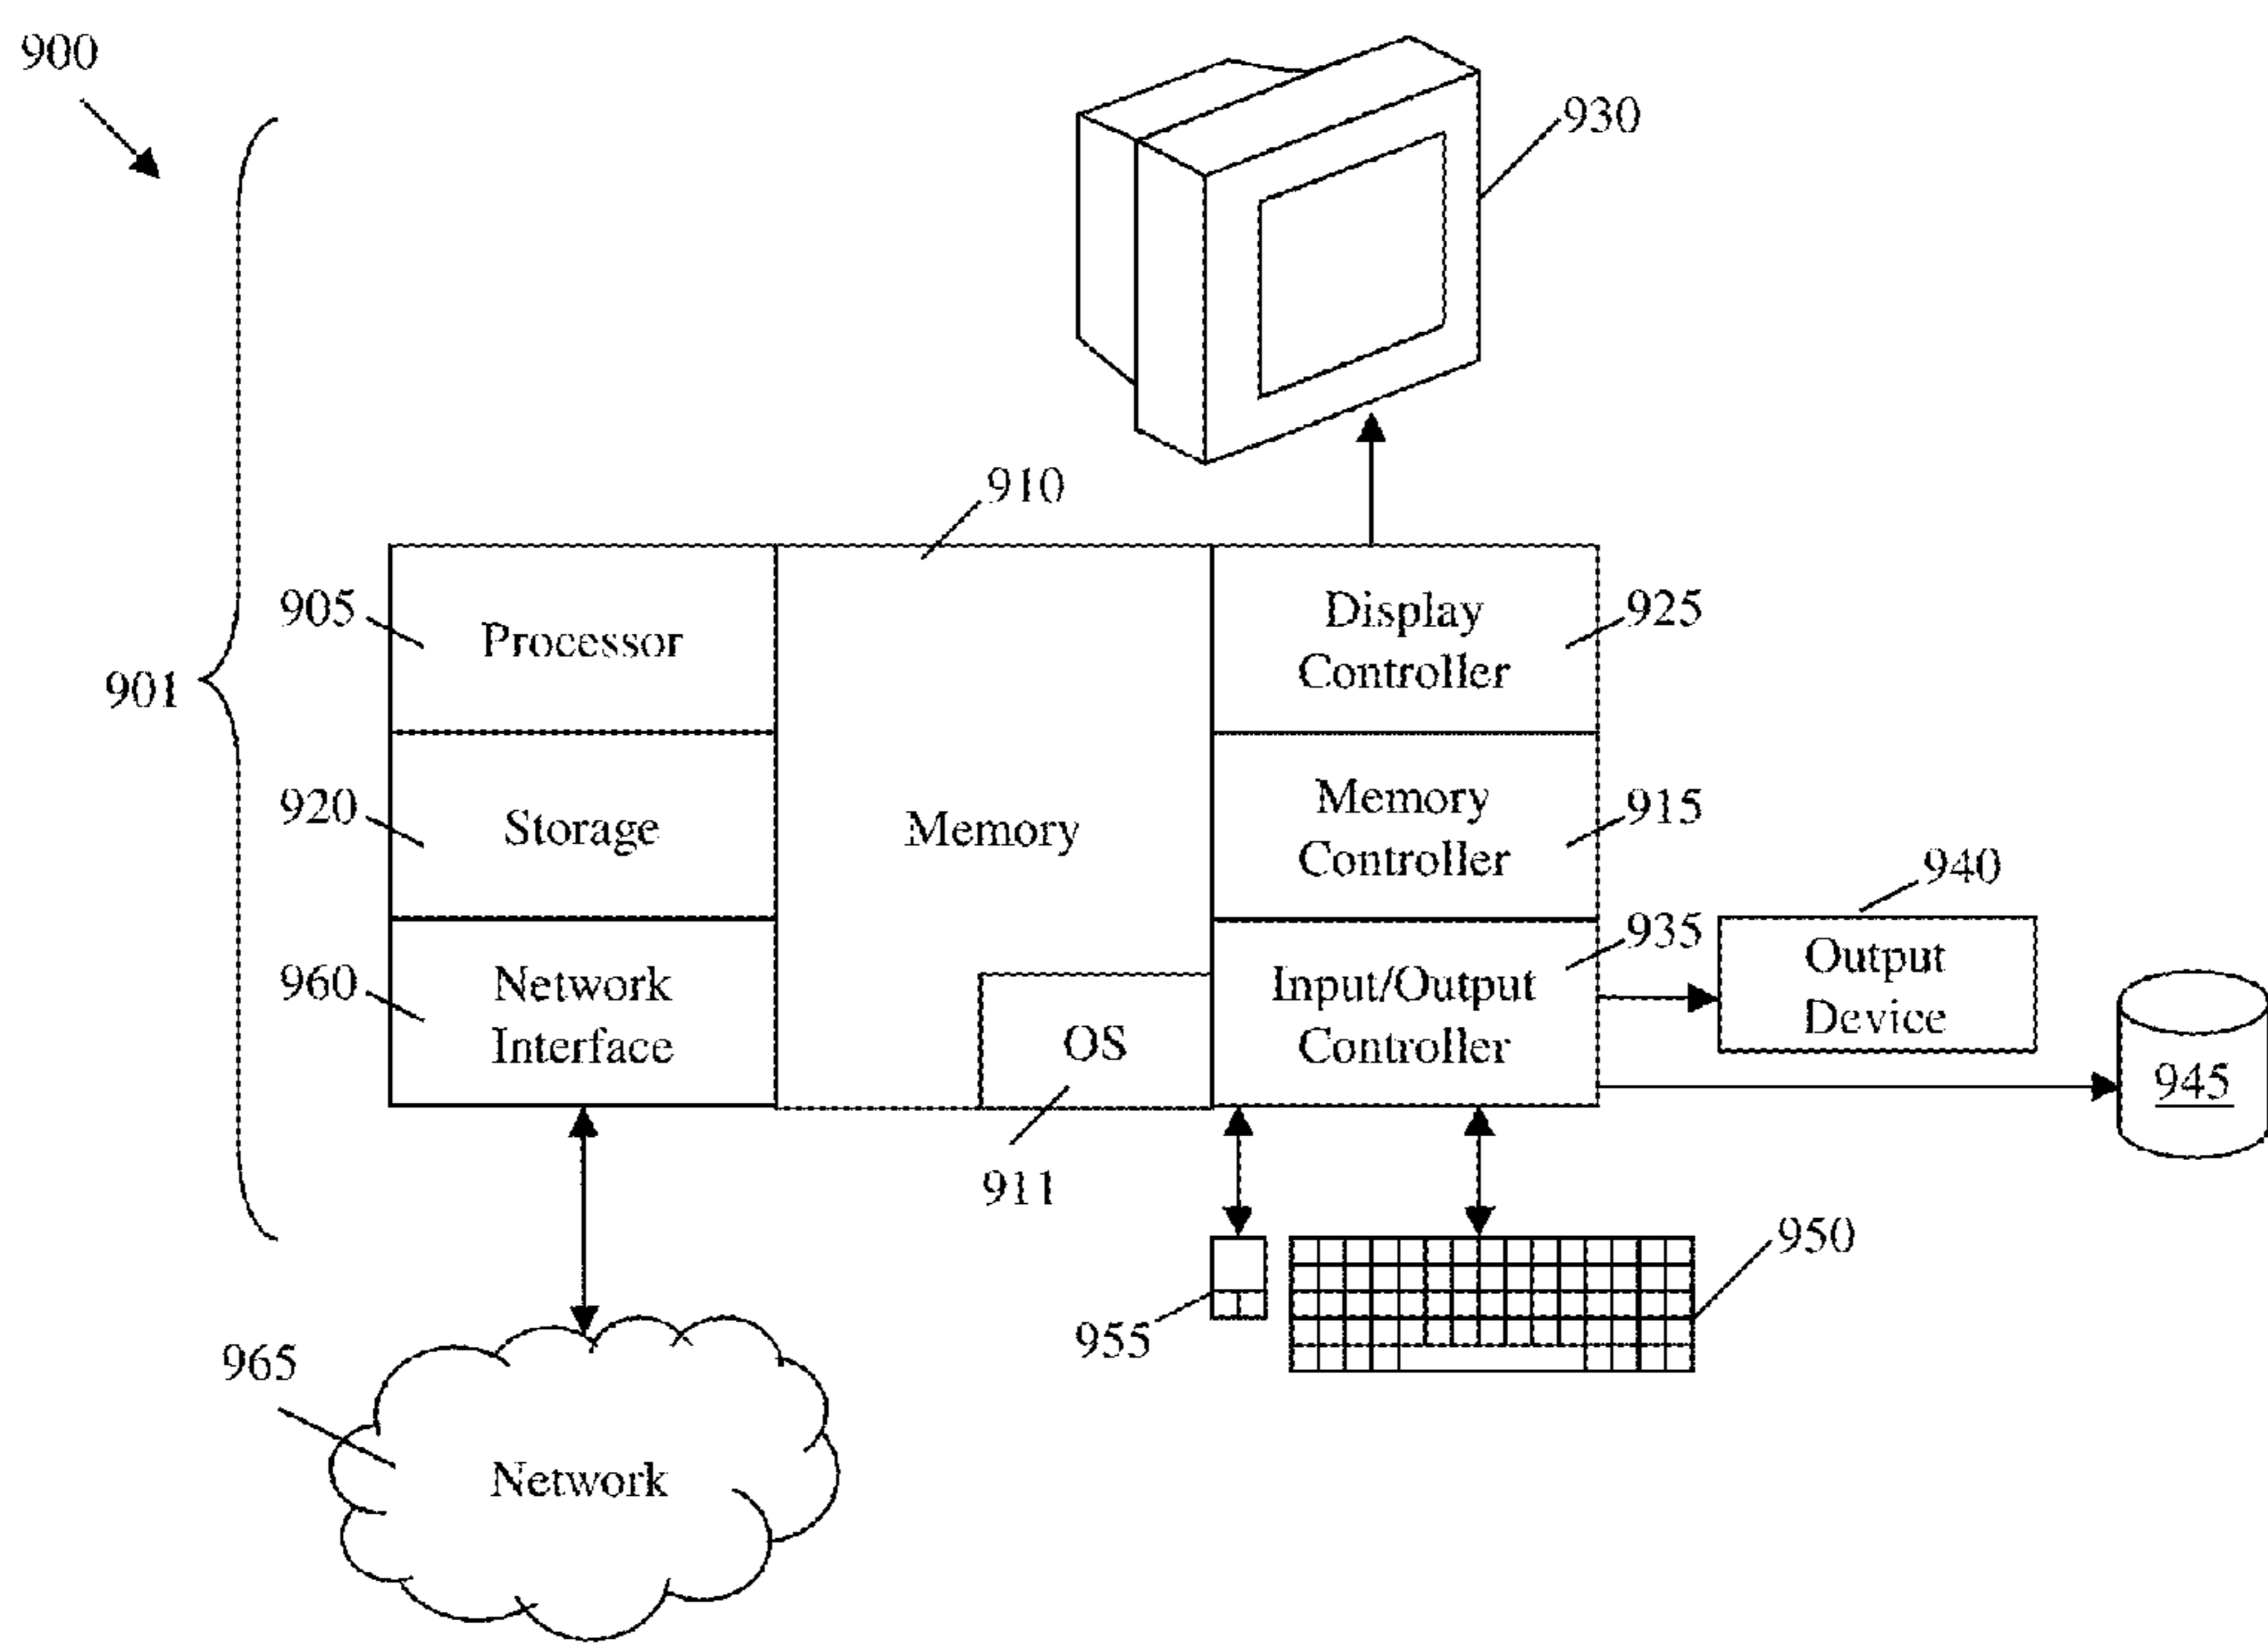 900
930
910
905
Processor
Display
Controller
925
901
920
Storage
Memory
Memory
Controller
915
940
935
960
Network
Interface
OS
Input/Output
Controller
Output
Device
945
911
950
955
965
Network